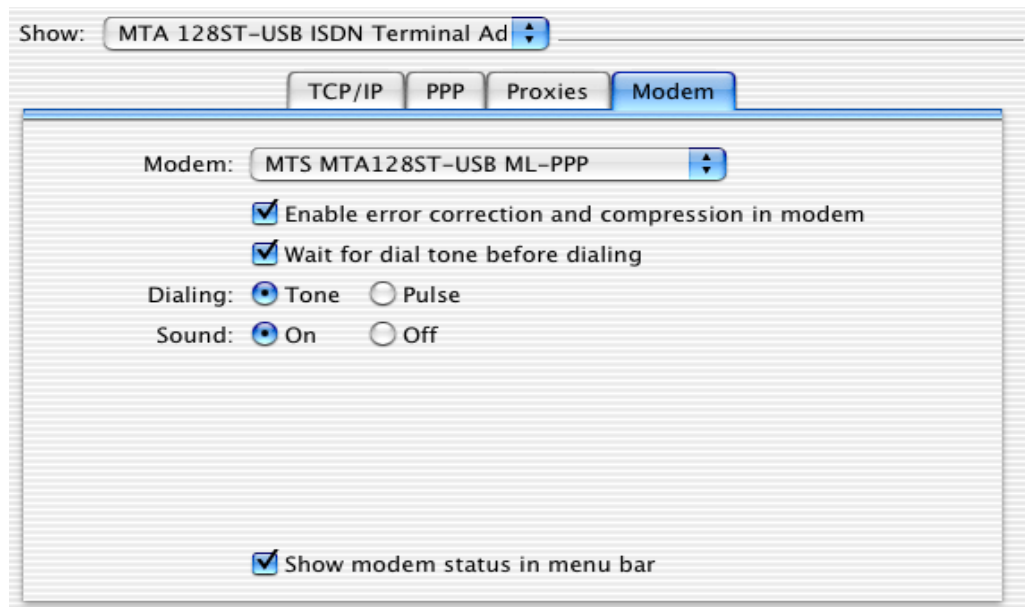 Show: MTA 128ST-USB ISDN Terminal Ad
TCP/IP PPP Proxies Modem
Modem: MTS MTA128ST-USB ML-PPP
Enable error correction and compression in modem
Wait for dial tone before dialing
Dialing: Tone Pulse
Sound: On Off
Show modem status in menu bar